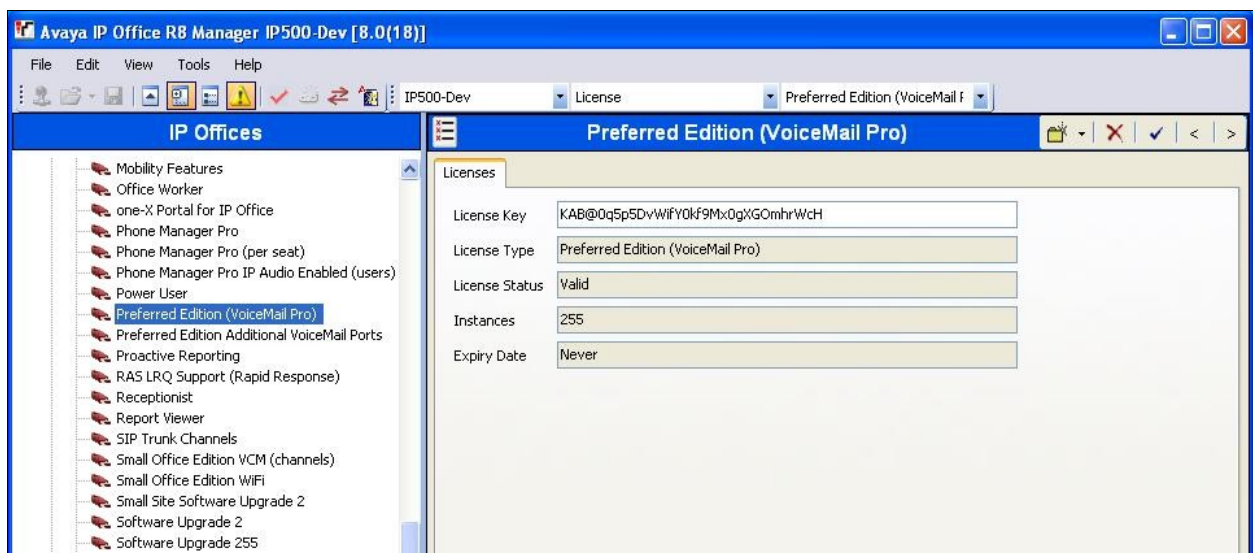 Avaya IP Office R8 Manager IP500-Dev [8.0(18)]
File Edit View Tools Help
IP500-Dev License Preferred Edition (VoiceMail F
IP Offices
Mobility Features
Office Worker
one-X Portal for IP Office
Phone Manager Pro
Phone Manager Pro (per seat)
Phone Manager Pro IP Audio Enabled (users)
Power User
Preferred Edition (VoiceMail Pro)
Preferred Edition Additional VoiceMail Ports
Proactive Reporting
RAS LRQ Support (Rapid Response)
Receptionist
Report Viewer
SIP Trunk Channels
Small Office Edition VCM (channels)
Small Office Edition WiFi
Small Site Software Upgrade 2
Software Upgrade 2
Software Upgrade 255
Preferred Edition (VoiceMail Pro)
Licenses
License Key KAB@0q5p5DvWifY0kf9Mx0gXGOmhrWcH
License Type Preferred Edition (VoiceMail Pro)
License Status Valid
Instances 255
Expiry Date Never